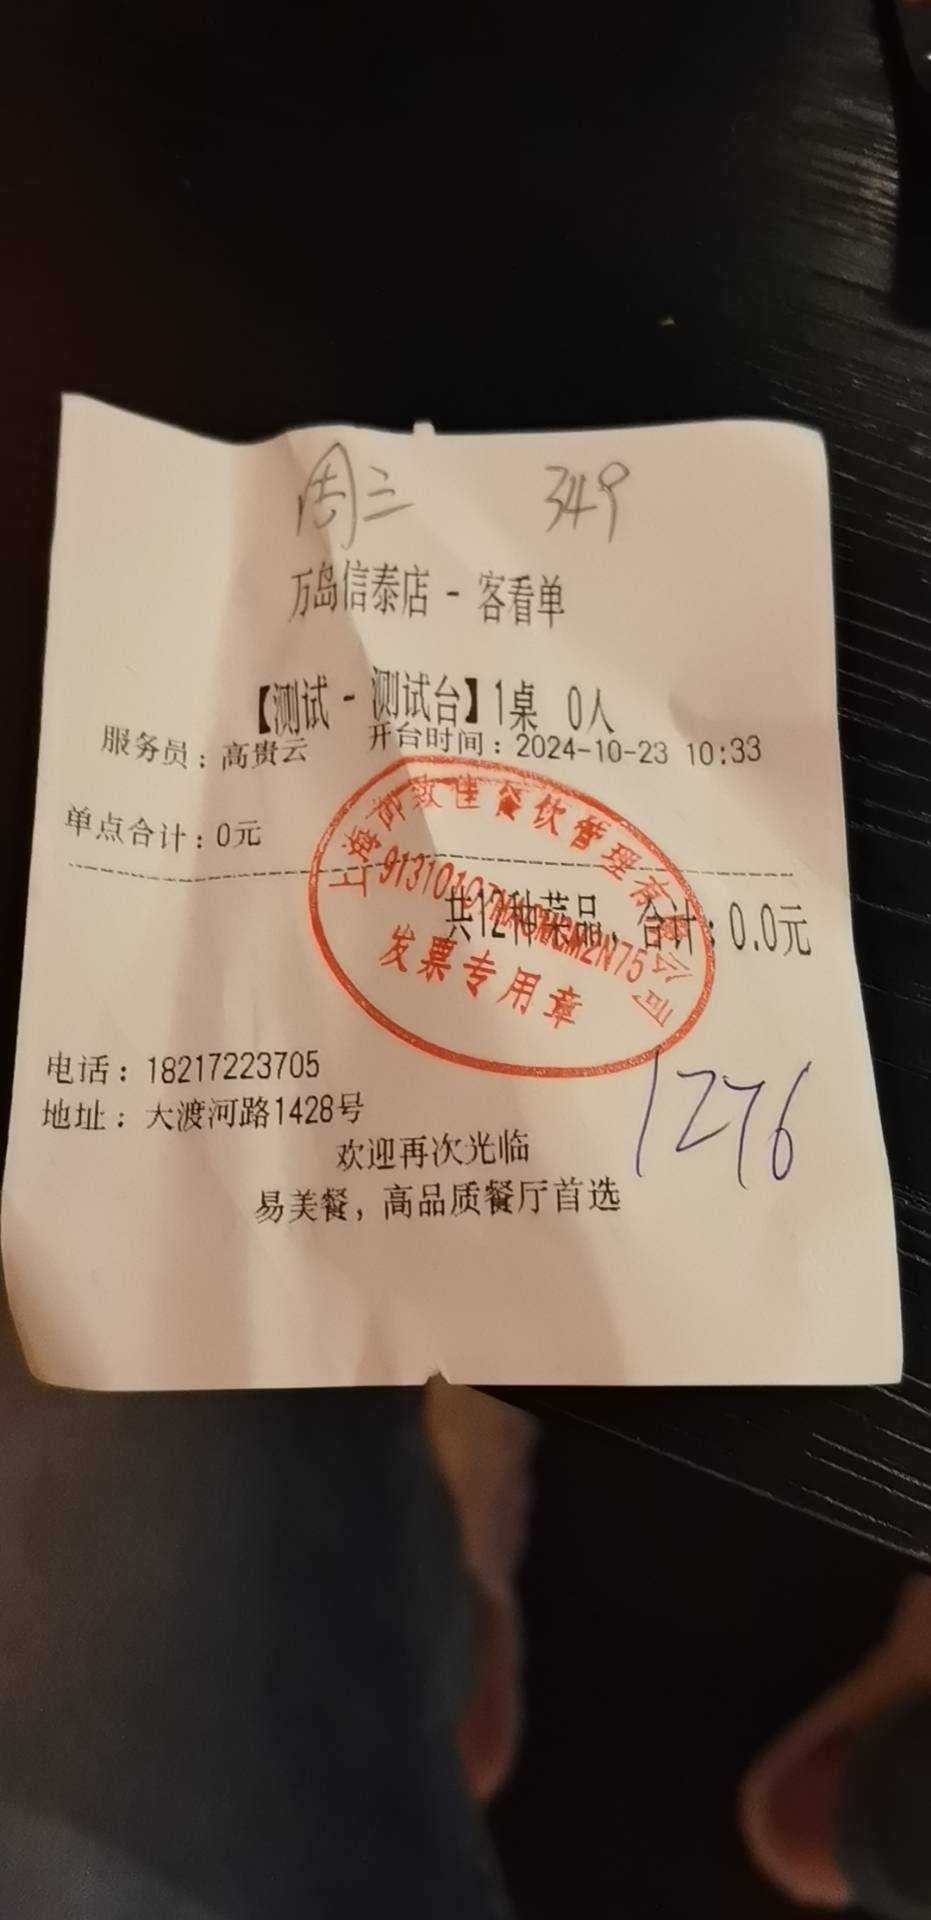 周三 349
万岛信泰店 - 客看单
【测试 - 测试台】1桌 0人
服务员：高贵云 开台时间：2024-10-23 10:33
单点合计：0元
共12种菜品，合计：0.0元
发票专用章
电话：18217223705
地址：大渡河路1428号
1276
欢迎再次光临
易美餐，高品质餐厅首选